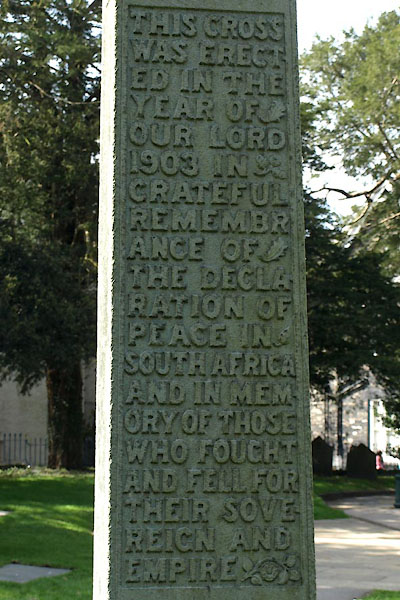 THIS CROSS
WAS ERECT
ED IN THE
YEAR OF
OUR LORD
1903 IN
GRATEFUL
REMEMBR
ANCE OF
THE DECLA
RATION OF
PEACE IN
SOUTH AFRICA
AND IN MEM
ORY OF THOSE
WHO FOUGHT
AND FELL FOR
THEIR SOVE
REIGN AND
EMPIRE